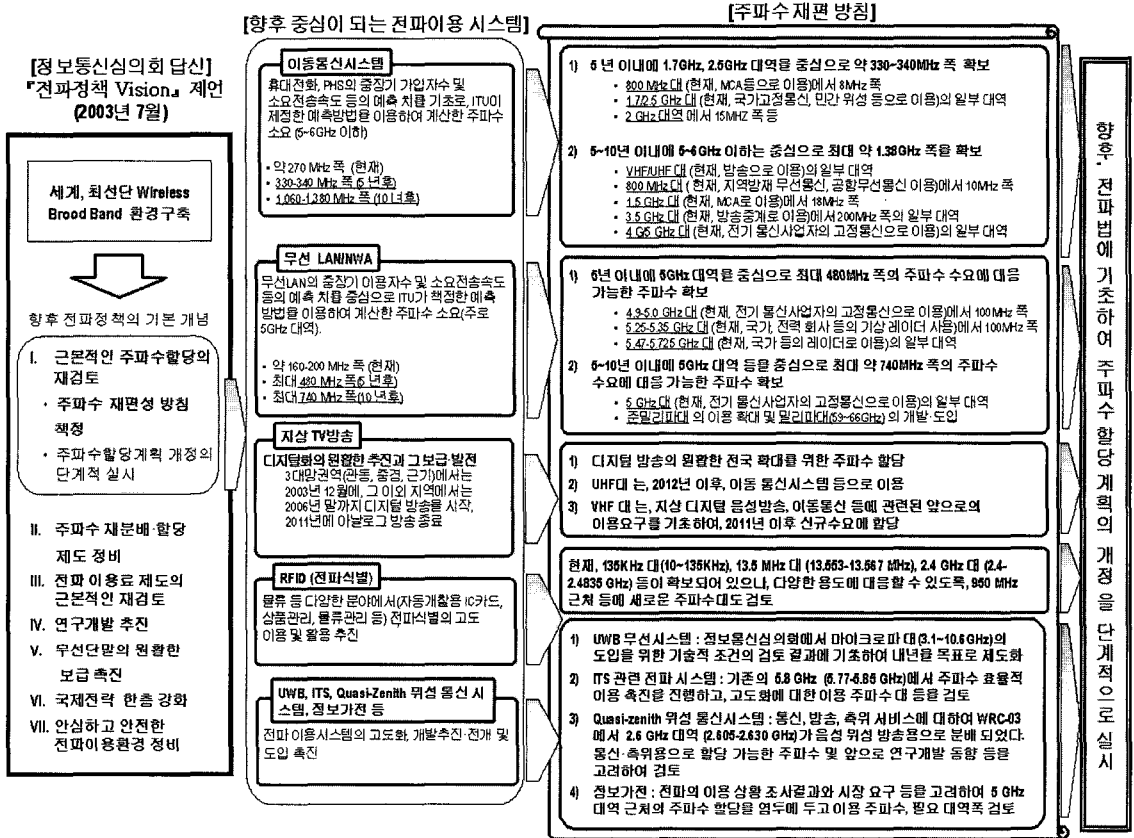 [정보통신심의회 답신]
『전파정책 Vision』 제언
(2003년 7월)
세계, 최선단 Wireless
Brood Band 환경구축
향후 전파정책의 기본 개념
I. 근본적인 주파수할당의
재검토
· 주파수 재편성 방침
책정
· 주파수할당계획 개정의
단계적 실시
II. 주파수 재분배·할당
제도 정비
III. 전파 이용료 제도의
근본적인 재검토
IV. 연구개발 추진
V. 무선단말의 원활한
보급 촉진
VI. 국제전략 한층 강화
VII. 안심하고 안전한
전파이용환경 정비
[향후 중심이 되는 전파이용 시스템]
이동통신시스템
휴대전화, PHS의 중장기 가입자수 및
소요전송속도 등의 예측 치를 기초로, ITU이
제정한 예측방법을 이용하여 계산한 주파수
소요 (5~6GHz 이하)
· 약 270 MHz 폭 (현재)
· 330-340 MHz 폭(5 년후)
· 1,060-1,380 MHz 폭 (10년후)
무선 LAN/NWA
무선LAN의 중장기 이용자수 및 소요전송속도
등의 예측 치를 중심으로 ITU가 책정한 예측
방법을 이용하여 계산한 주파수 소요(주로
5GHz 대역).
· 약 160-200 MHz 폭 (현재)
· 최대 480 MHz 폭(5 년후)
· 최대 740 MHz 폭(10년후)
지상 TV방송
디지털화의 원활한 추진과 그 보급·발전
3대망권역(관동, 중경, 근기)에서는
2003년 12월에, 그 이외 지역에서는
2006년 말까지 디지털 방송을 시작,
2011년에 아날로그 방송 종료
RFID (전파식별)
물류 등 다양한 분야에서(자동개찰용 IC카드,
상품관리, 물류관리 등) 전파식별의 고도
이용 및 활용 추진
UWB, ITS, Quasi-Zenith 위성 통신 시
스템, 정보가전 등
전파 이용시스템의 고도화, 개발추진·전개 및
도입 촉진
[주파수 재편 방침]
1) 5 년 이내에 1.7GHz, 2.5GHz 대역을 중심으로 약 330~340MHz 폭 확보
· 800 MHz 대 (현재, MCA등으로 이용)에서 8MHz 폭
· 1.7/2.5 GHz 대 (현재, 국가고정통신, 민간 위성 등으로 이용)의 일부 대역
· 2 GHz 대역 에서 15MHZ 폭 등
2) 5~10년 이내에 5~6GHz 이하는 중심으로 최대 약 1.38GHz 폭을 확보
· VHF/UHF 대 (현재, 방송으로 이용)의 일부 대역
· 800 MHz 대 ( 현재, 지역방재 무선통신, 공항무선통신 이용)에서 10MHz 폭
· 1.5 GHz 대 (현재, MCA로 이용)에서 18MHz 폭
· 3.5 GHz 대 (현재, 방송중계로 이용)에서 200MHz 폭의 일부 대역
· 4 G/5 GHz 대 (현재, 전기 통신사업자의 고정통신으로 이용)의 일부 대역
1) 5년 이내에 5GHz 대역을 중심으로 최대 480MHz 폭의 주파수 수요에 대응
가능한 주파수 확보
· 4.9-5.0 GHz 대 (현재, 전기 통신사업자의 고정통신으로 이용)에서 100 MHz 폭
· 5.25-5.35 GHz 대 (현재, 국가, 전력 회사 등의 기상 레이더 사용)에서 100MHz 폭
· 5.47-5.725 GHz 대 (현재, 국가 등의 레이더로 이용)의 일부 대역
2) 5~10년 이내에 5GHz 대역 등을 중심으로 최대 약 740MHz 폭의 주파수
수요에 대응 가능한 주파수 확보
· 5 GHz 대 (현재, 전기 통신사업자의 고정통신으로 이용)의 일부 대역
· 준밀리파대 의 이용 확대 및 밀리파대(59~66GHz) 의 개발·도입
1) 디지털 방송의 원활한 전국 확대를 위한 주파수 할당
2) UHF대 는, 2012년 이후, 이동 통신시스템 등으로 이용
3) VHF 대 는, 지상 디지털 음성방송, 이동통신 등에 관련된 앞으로의
이용요구를 기초하여, 2011년 이후 신규수요에 할당
현재, 135KHz 대(10~135KHz), 13.5 MHz 대 (13.553-13.567 MHz), 2.4 GHz 대 (2.4-
2.4835 GHz) 등이 확보되어 있으나, 다양한 용도에 대응할 수 있도록, 950 MHz
근처 등에 새로운 주파수대도 검토
1) UWB 무선시스템 : 정보통신심의회에서 마이크로파 대(3.1~10.6 GHz)의
도입을 위한 기술적 조건의 검토 결과에 기초하여 내년을 목표로 제도화
2) ITS 관련 전파 시스템 : 기존의 5.8 GHz (5.77-5.85 GHz)에서 주파수 효율적
이용 촉진을 진행하고, 고도화에 대한 이용 주파수 대 등을 검토
3) Quasi-zenith 위성 통신시스템 : 통신, 방송, 측위 서비스에 대하여 WRC-03
에서 2.6 GHz 대역 (2.605-2.630 GHz)가 음성 위성 방송용으로 분배 되었다.
통신·측위용으로 할당 가능한 주파수 및 앞으로 연구개발 동향 등을
고려하여 검토
4) 정보가전 : 전파의 이용 상황 조사결과와 시장 요구 등을 고려하여 5 GHz
대역 근처의 주파수 할당을 염두에 두고 이용 주파수, 필요 대역폭 검토
향후, 전파법에 기초하여 주파수 할당계획의 개정을 단계적으로 실시